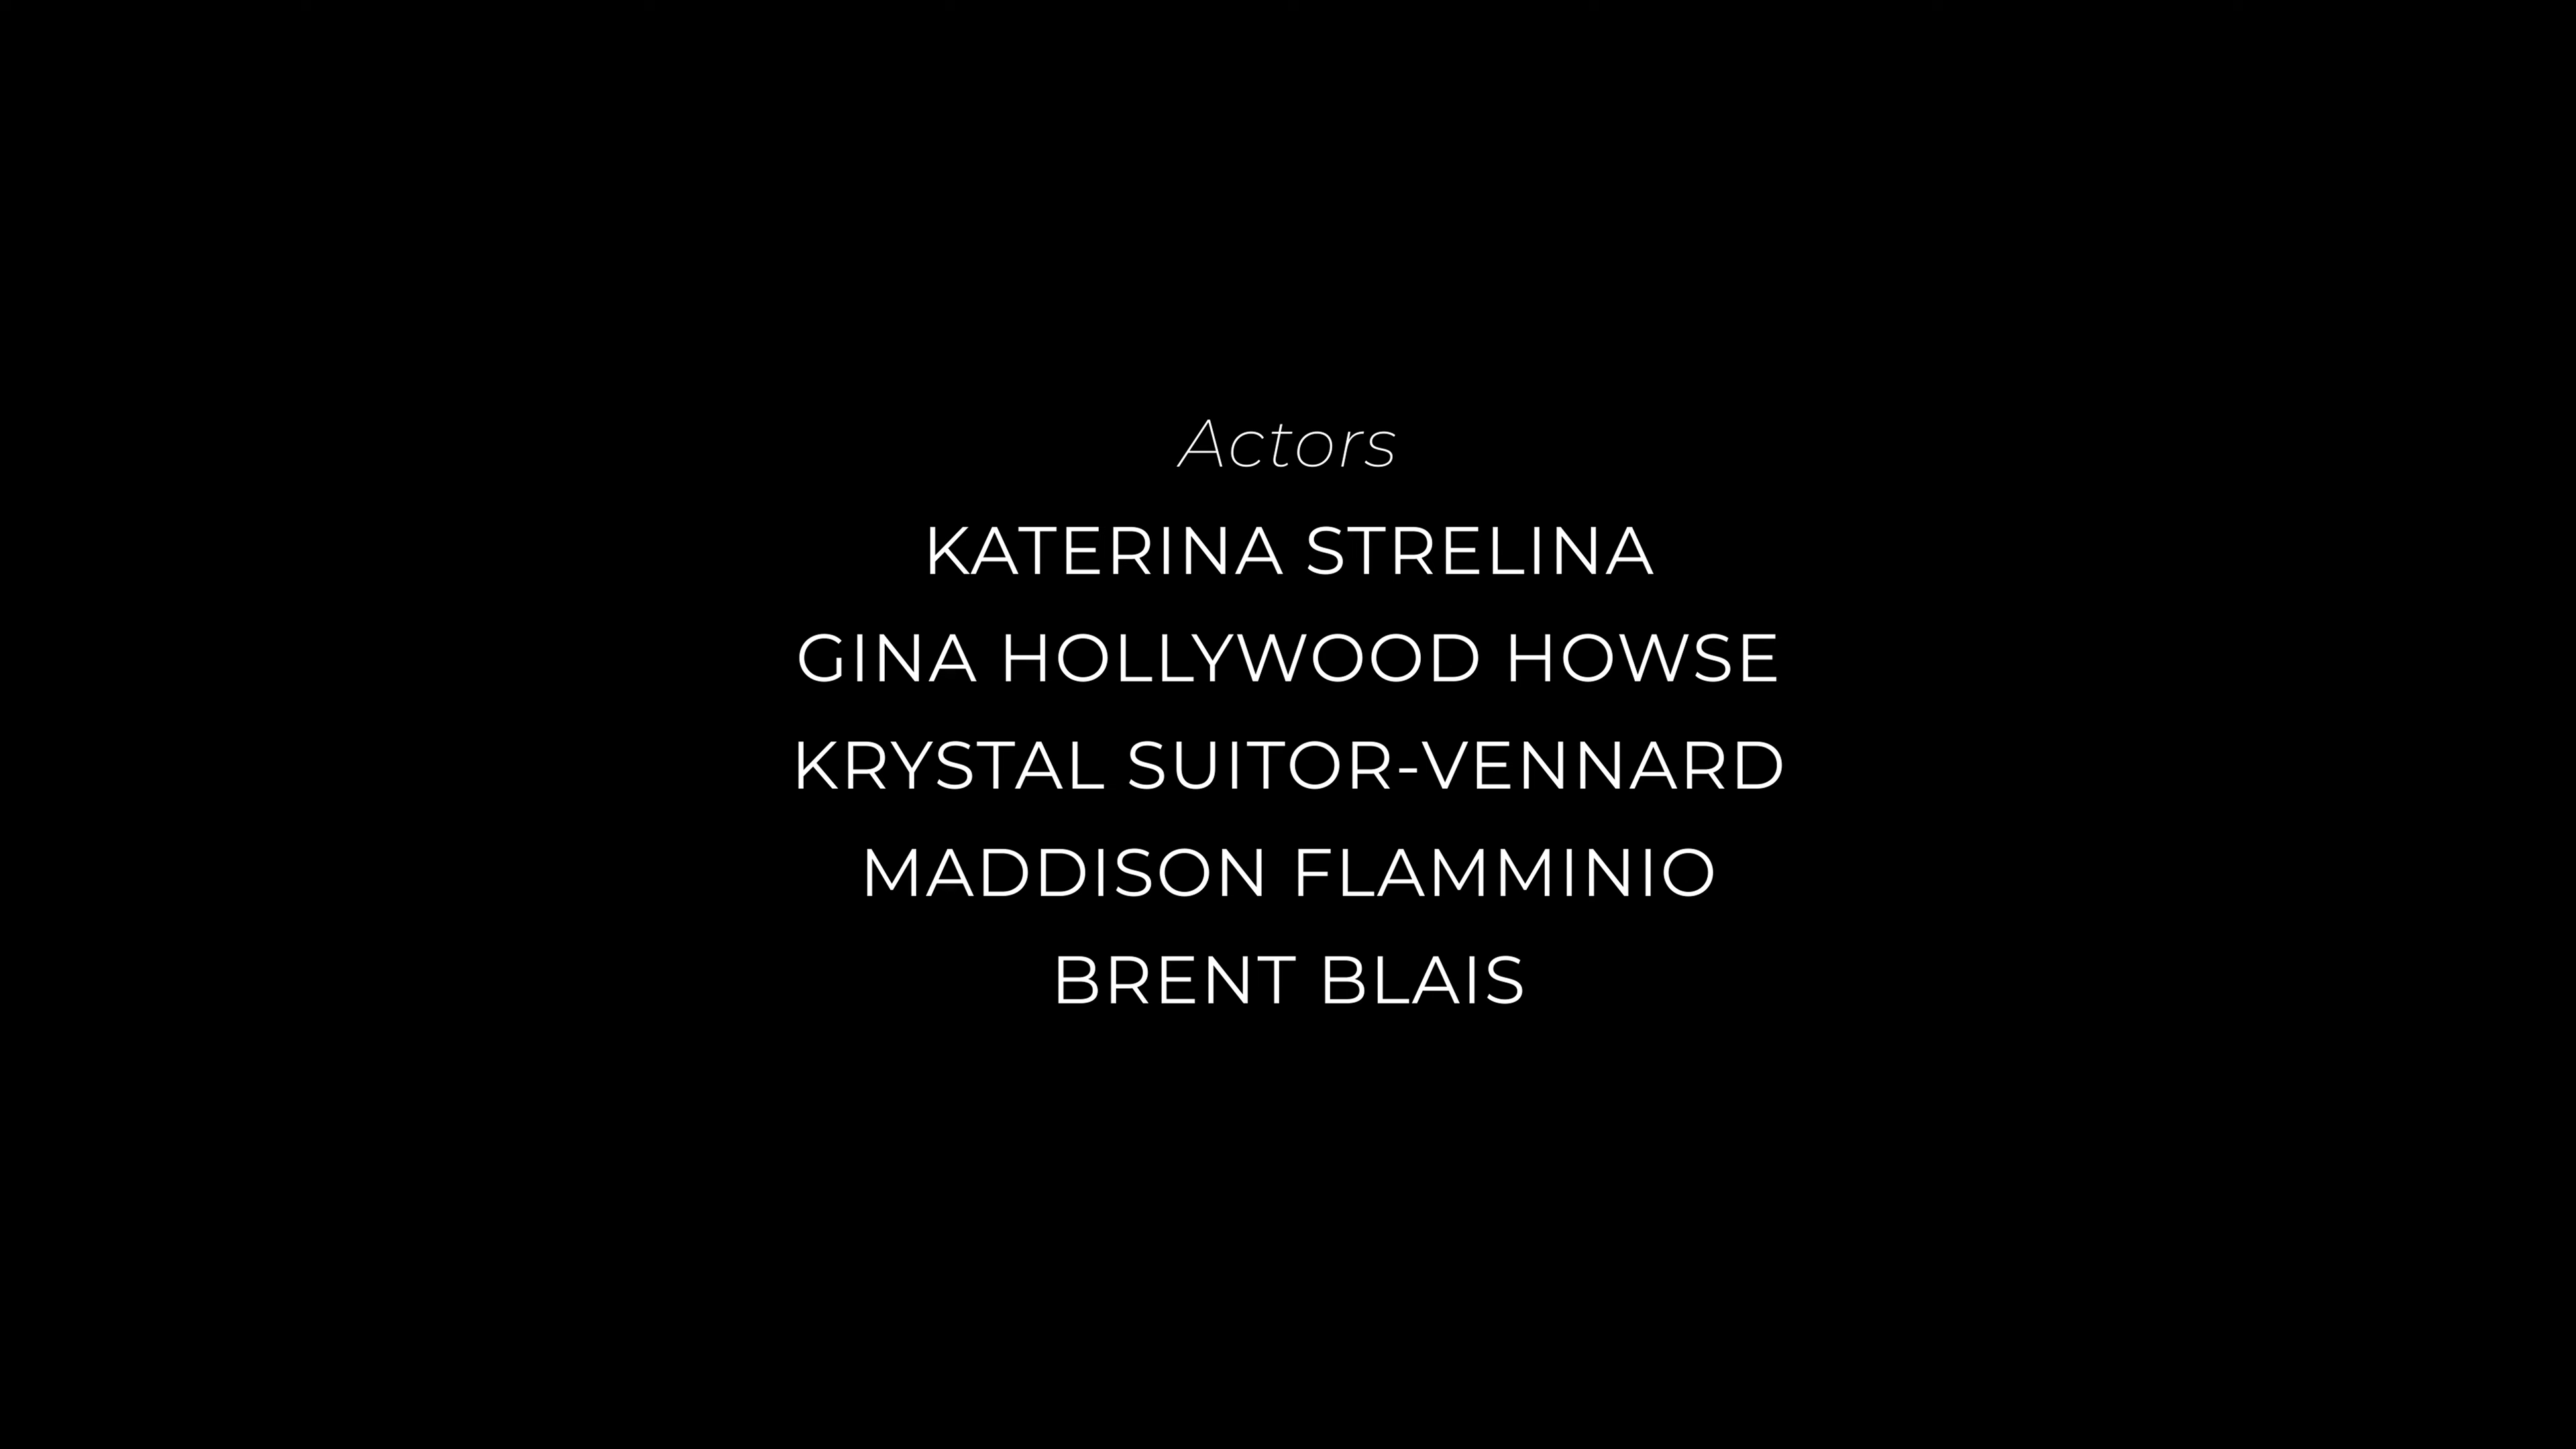 Actors
KATERINA STRELINA
GINA HOLLYWOOD HOWSE
KRYSTAL SUITOR-VENNARD
MADDISON FLAMMINIO
BRENT BLAIS